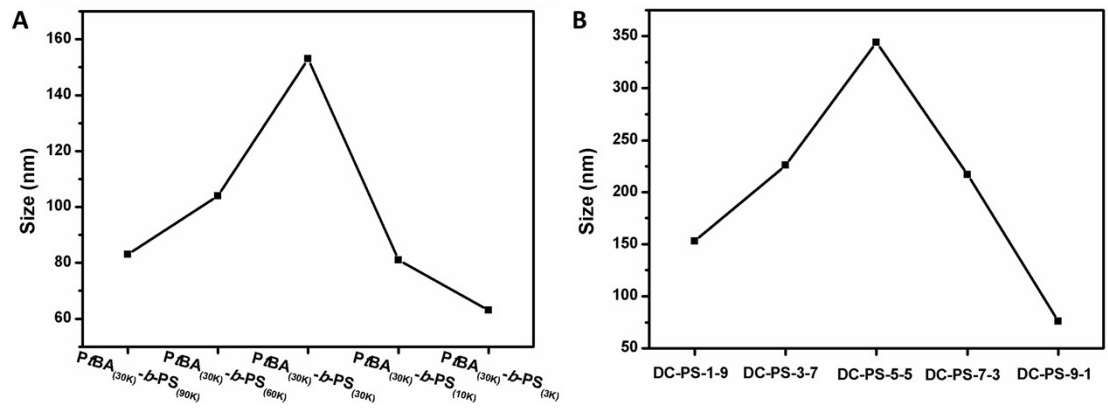 A
Size (nm)
160
140
120
100
80
60
PtBA(30K)-b-PS(90K)
PtBA(30K)-b-PS(60K)
PtBA(30K)-b-PS(30K)
PtBA(30K)-b-PS(10K)
PtBA(30K)-b-PS(3K)
B
Size (nm)
350
300
250
200
150
100
50
DC-PS-1-9
DC-PS-3-7
DC-PS-5-5
DC-PS-7-3
DC-PS-9-1